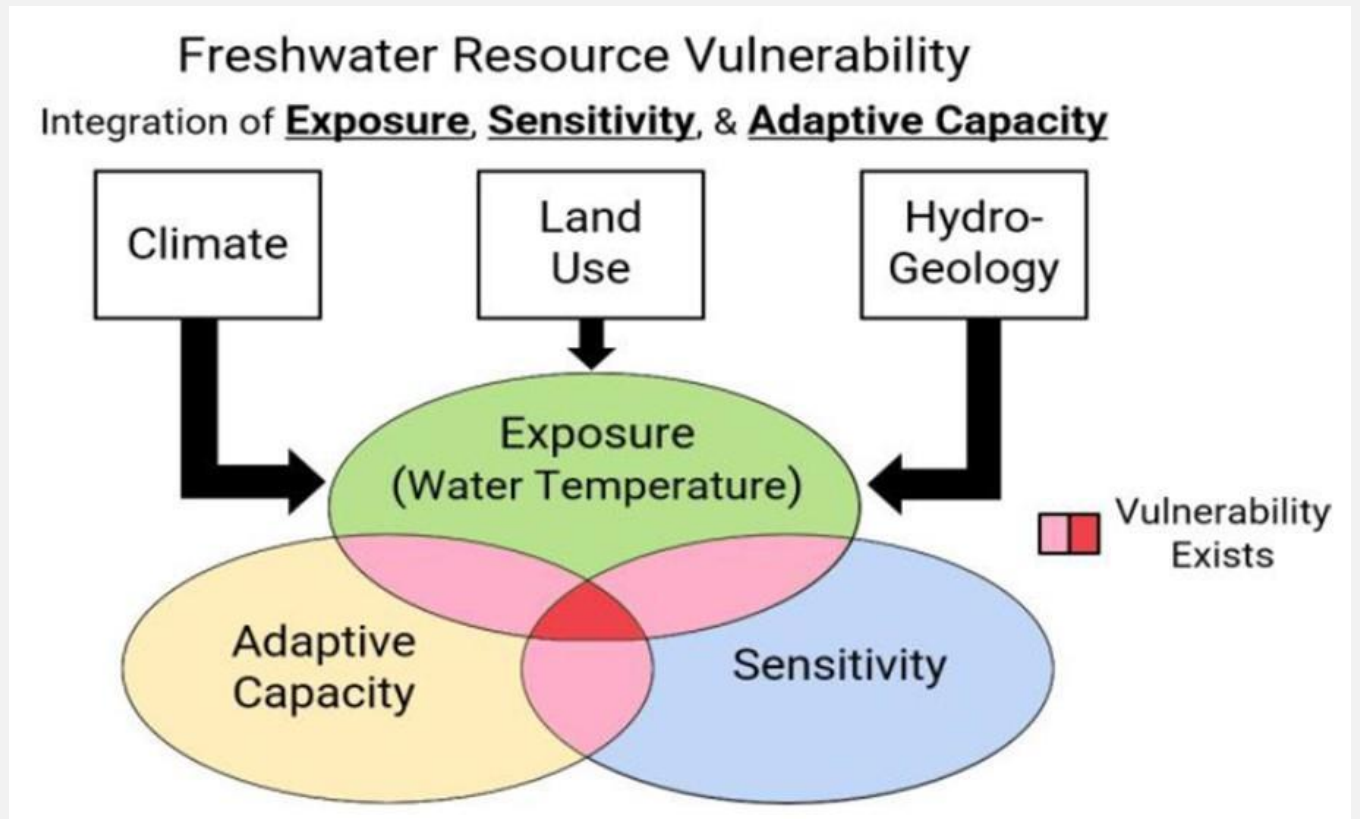 Freshwater Resource Vulnerability
Integration of Exposure, Sensitivity, & Adaptive Capacity
Climate
Land
Use
Hydro-
Geology
Exposure
(Water Temperature)
Vulnerability
Exists
Adaptive
Capacity
Sensitivity